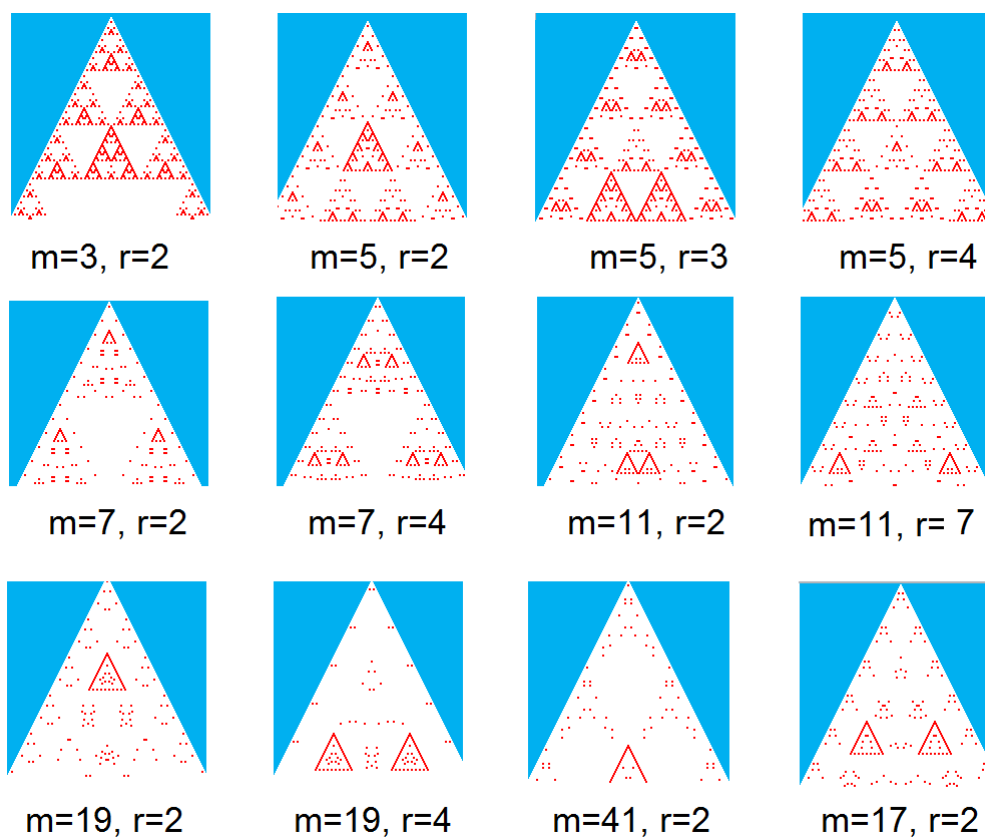 m=3, r=2
m=5, r=2
m=5, r=3
m=5, r=4
m=7, r=2
m=7, r=4
m=11, r=2
m=11, r= 7
m=19, r=2
m=19, r=4
m=41, r=2
m=17, r=2